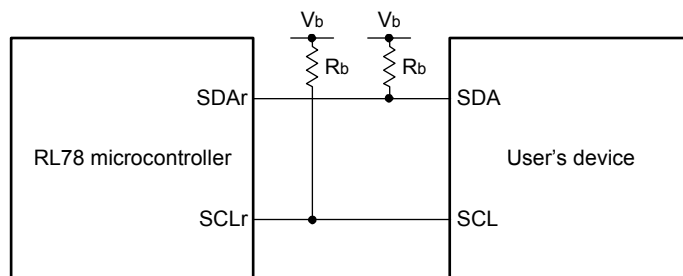 Vb Vb
Rb Rb
SDAr SDA
RL78 microcontroller User's device
SCLr SCL